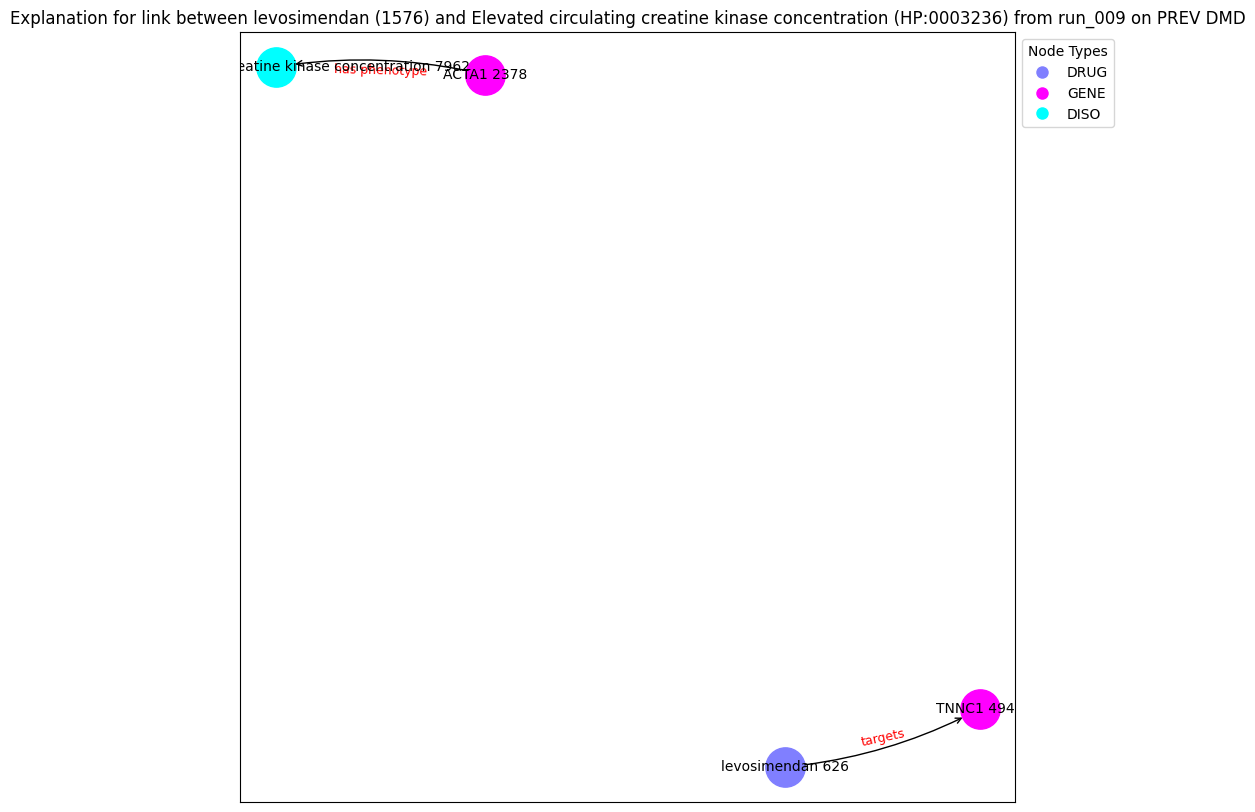 Explanation for link between levosimendan (1576) and Elevated circulating creatine kinase concentration (HP:0003236) from run_009 on PREV DMD
Node Types
DRUG
GENE
DISO
eatine kinase concentration 7962
has phenotype
ACTA1 2378
TNNC1 494
targets
levosimendan 626